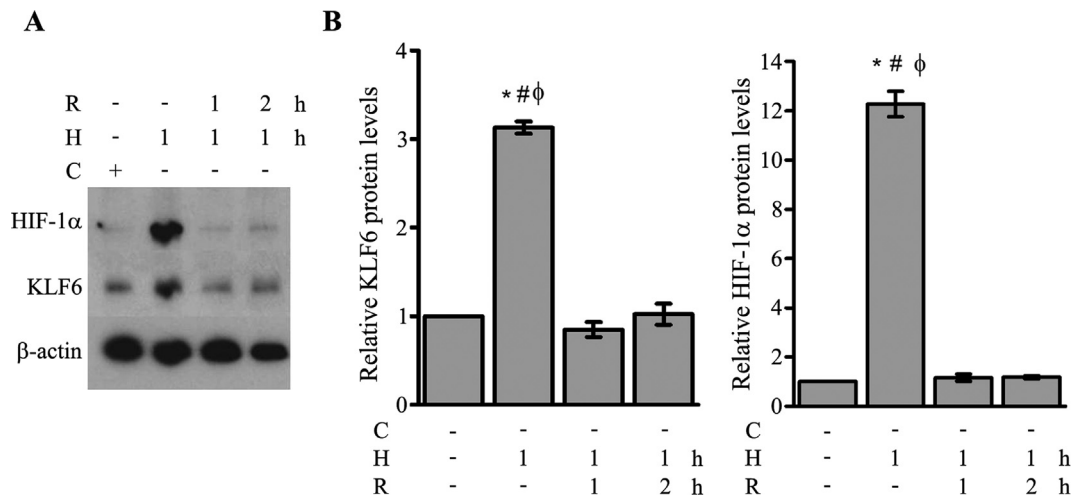 A
R - - 1 2 h
H - 1 1 1 h
C + - - -
HIF-1α
KLF6
β-actin
B
Relative KLF6 protein levels
4
3
2
1
0
* # ϕ
C - - - -
H - 1 1 1 h
R - - 1 2 h
Relative HIF-1α protein levels
14
12
10
8
6
4
2
0
* # ϕ
- - - -
- 1 1 1 h
- - 1 2 h